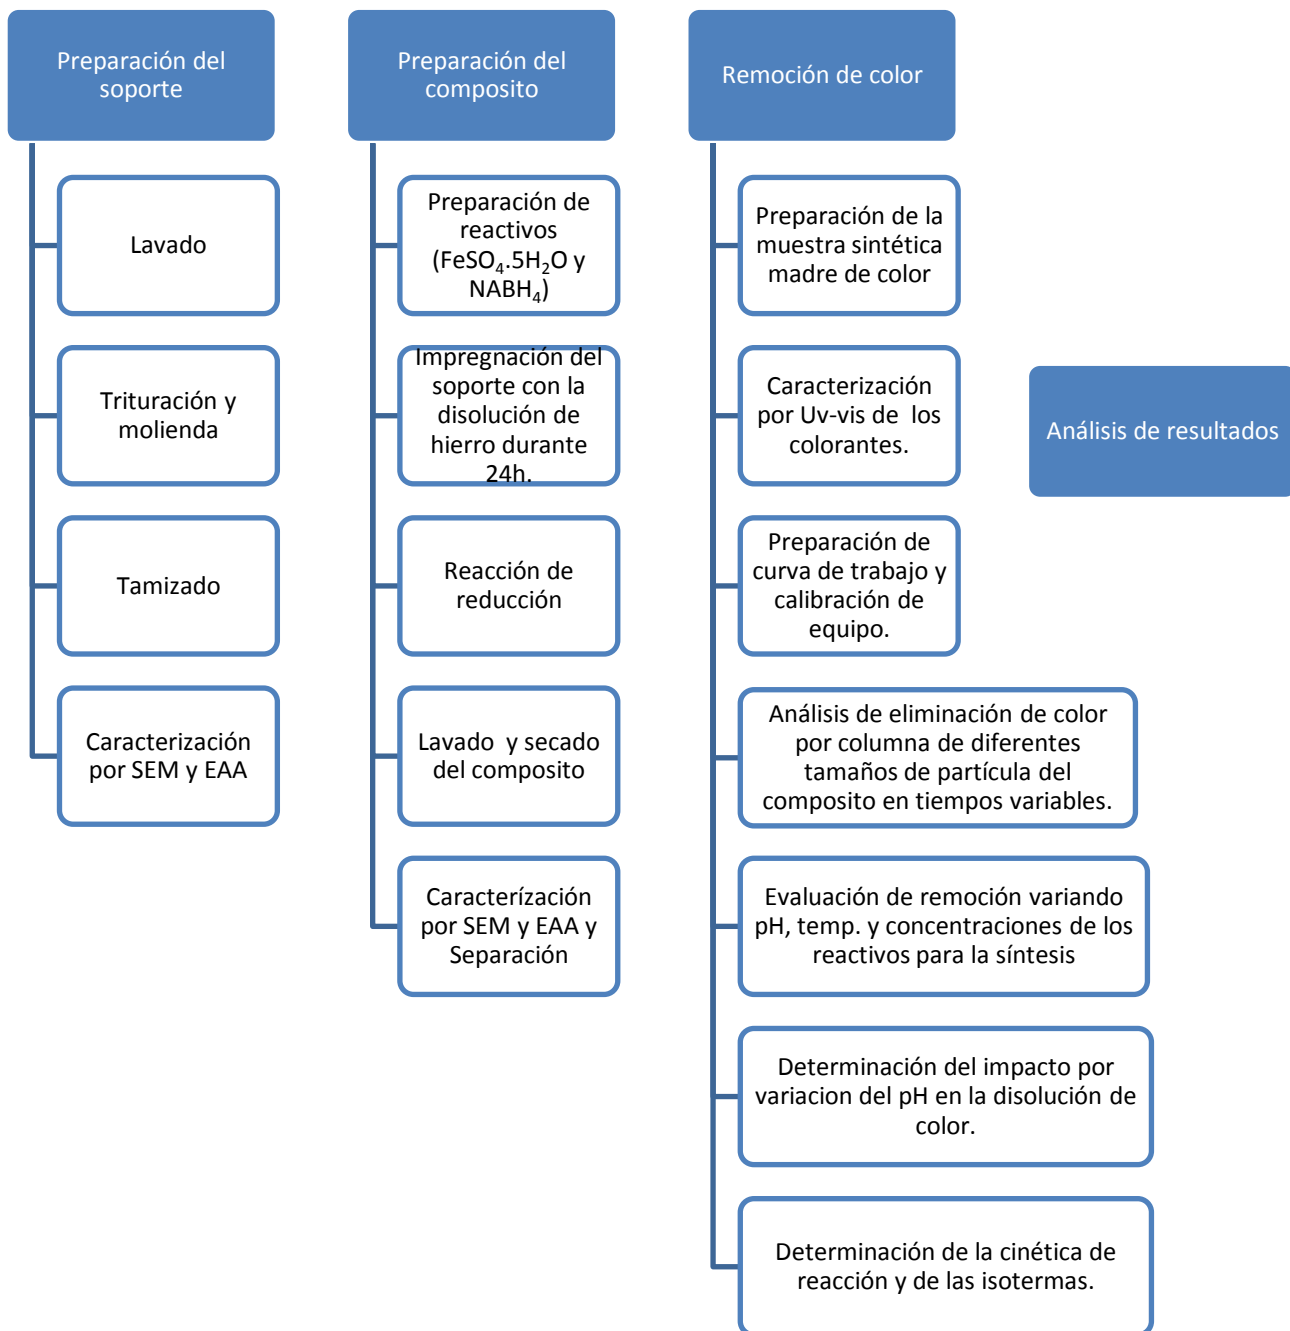 Preparación del
soporte
Lavado
Trituración y
molienda
Tamizado
Caracterización
por SEM y EAA
Preparación del
composito
Preparación de
reactivos
(FeSO₄.5H₂O y
NABH₄)
Impregnación del
soporte con la
disolución de
hierro durante
24h.
Reacción de
reducción
Lavado y secado
del composito
Caracterízación
por SEM y EAA y
Separación
Remoción de color
Preparación de la
muestra sintética
madre de color
Caracterización
por Uv-vis de los
colorantes.
Preparación de
curva de trabajo y
calibración de
equipo.
Análisis de eliminación de color
por columna de diferentes
tamaños de partícula del
composito en tiempos variables.
Evaluación de remoción variando
pH, temp. y concentraciones de los
reactivos para la síntesis
Determinación del impacto por
variacion del pH en la disolución de
color.
Determinación de la cinética de
reacción y de las isotermas.
Análisis de resultados